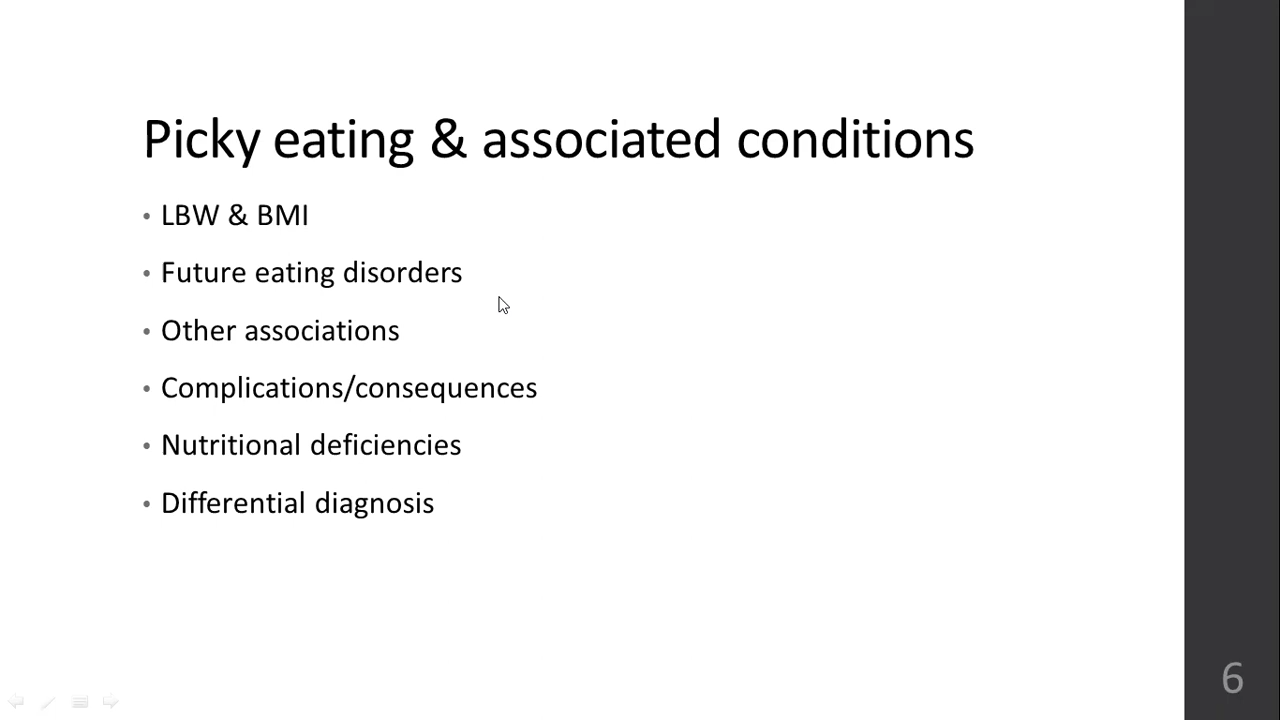 Picky eating & associated conditions
• LBW & BMI
• Future eating disorders
• Other associations
• Complications/consequences
• Nutritional deficiencies
• Differential diagnosis
6